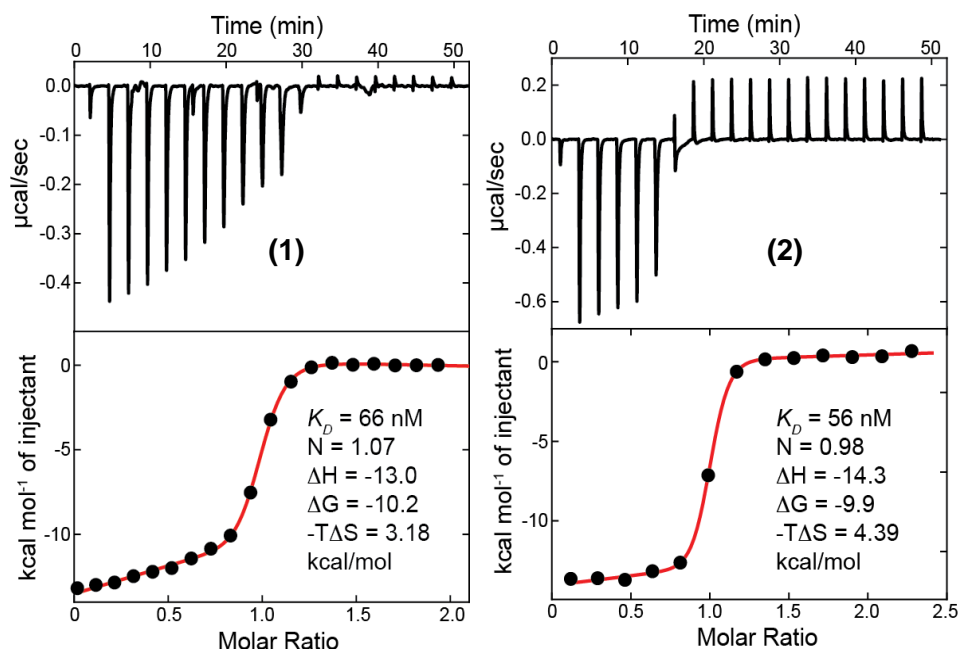 Time (min)
0 10 20 30 40 50
0.0
-0.1
-0.2
-0.3
-0.4
µcal/sec
(1)
0
-5
-10
kcal mol⁻¹ of injectant
K_D = 66 nM
N = 1.07
ΔH = -13.0
ΔG = -10.2
-TΔS = 3.18
kcal/mol
0.0 0.5 1.0 1.5 2.0
Molar Ratio
Time (min)
0 10 20 30 40 50
0.2
0.0
-0.2
-0.4
-0.6
µcal/sec
(2)
0
-5
-10
kcal mol⁻¹ of injectant
K_D = 56 nM
N = 0.98
ΔH = -14.3
ΔG = -9.9
-TΔS = 4.39
kcal/mol
0.0 0.5 1.0 1.5 2.0 2.5
Molar Ratio